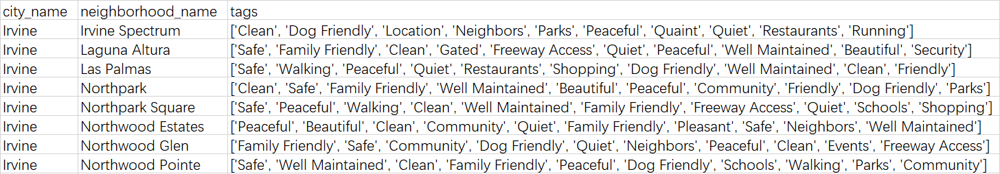 city_name neighborhood_name tags
Irvine Irvine Spectrum ['Clean', 'Dog Friendly', 'Location', 'Neighbors', 'Parks', 'Peaceful', 'Quaint', 'Quiet', 'Restaurants', 'Running']
Irvine Laguna Altura ['Safe', 'Family Friendly', 'Clean', 'Gated', 'Freeway Access', 'Quiet', 'Peaceful', 'Well Maintained', 'Beautiful', 'Security']
Irvine Las Palmas ['Safe', 'Walking', 'Peaceful', 'Quiet', 'Restaurants', 'Shopping', 'Dog Friendly', 'Well Maintained', 'Clean', 'Friendly']
Irvine Northpark ['Clean', 'Safe', 'Family Friendly', 'Well Maintained', 'Beautiful', 'Peaceful', 'Community', 'Friendly', 'Dog Friendly', 'Parks']
Irvine Northpark Square ['Safe', 'Peaceful', 'Walking', 'Clean', 'Well Maintained', 'Family Friendly', 'Freeway Access', 'Quiet', 'Schools', 'Shopping']
Irvine Northwood Estates ['Peaceful', 'Beautiful', 'Clean', 'Community', 'Quiet', 'Family Friendly', 'Pleasant', 'Safe', 'Neighbors', 'Well Maintained']
Irvine Northwood Glen ['Family Friendly', 'Safe', 'Community', 'Dog Friendly', 'Quiet', 'Neighbors', 'Peaceful', 'Clean', 'Events', 'Freeway Access']
Irvine Northwood Pointe ['Safe', 'Well Maintained', 'Clean', 'Family Friendly', 'Peaceful', 'Dog Friendly', 'Schools', 'Walking', 'Parks', 'Community']